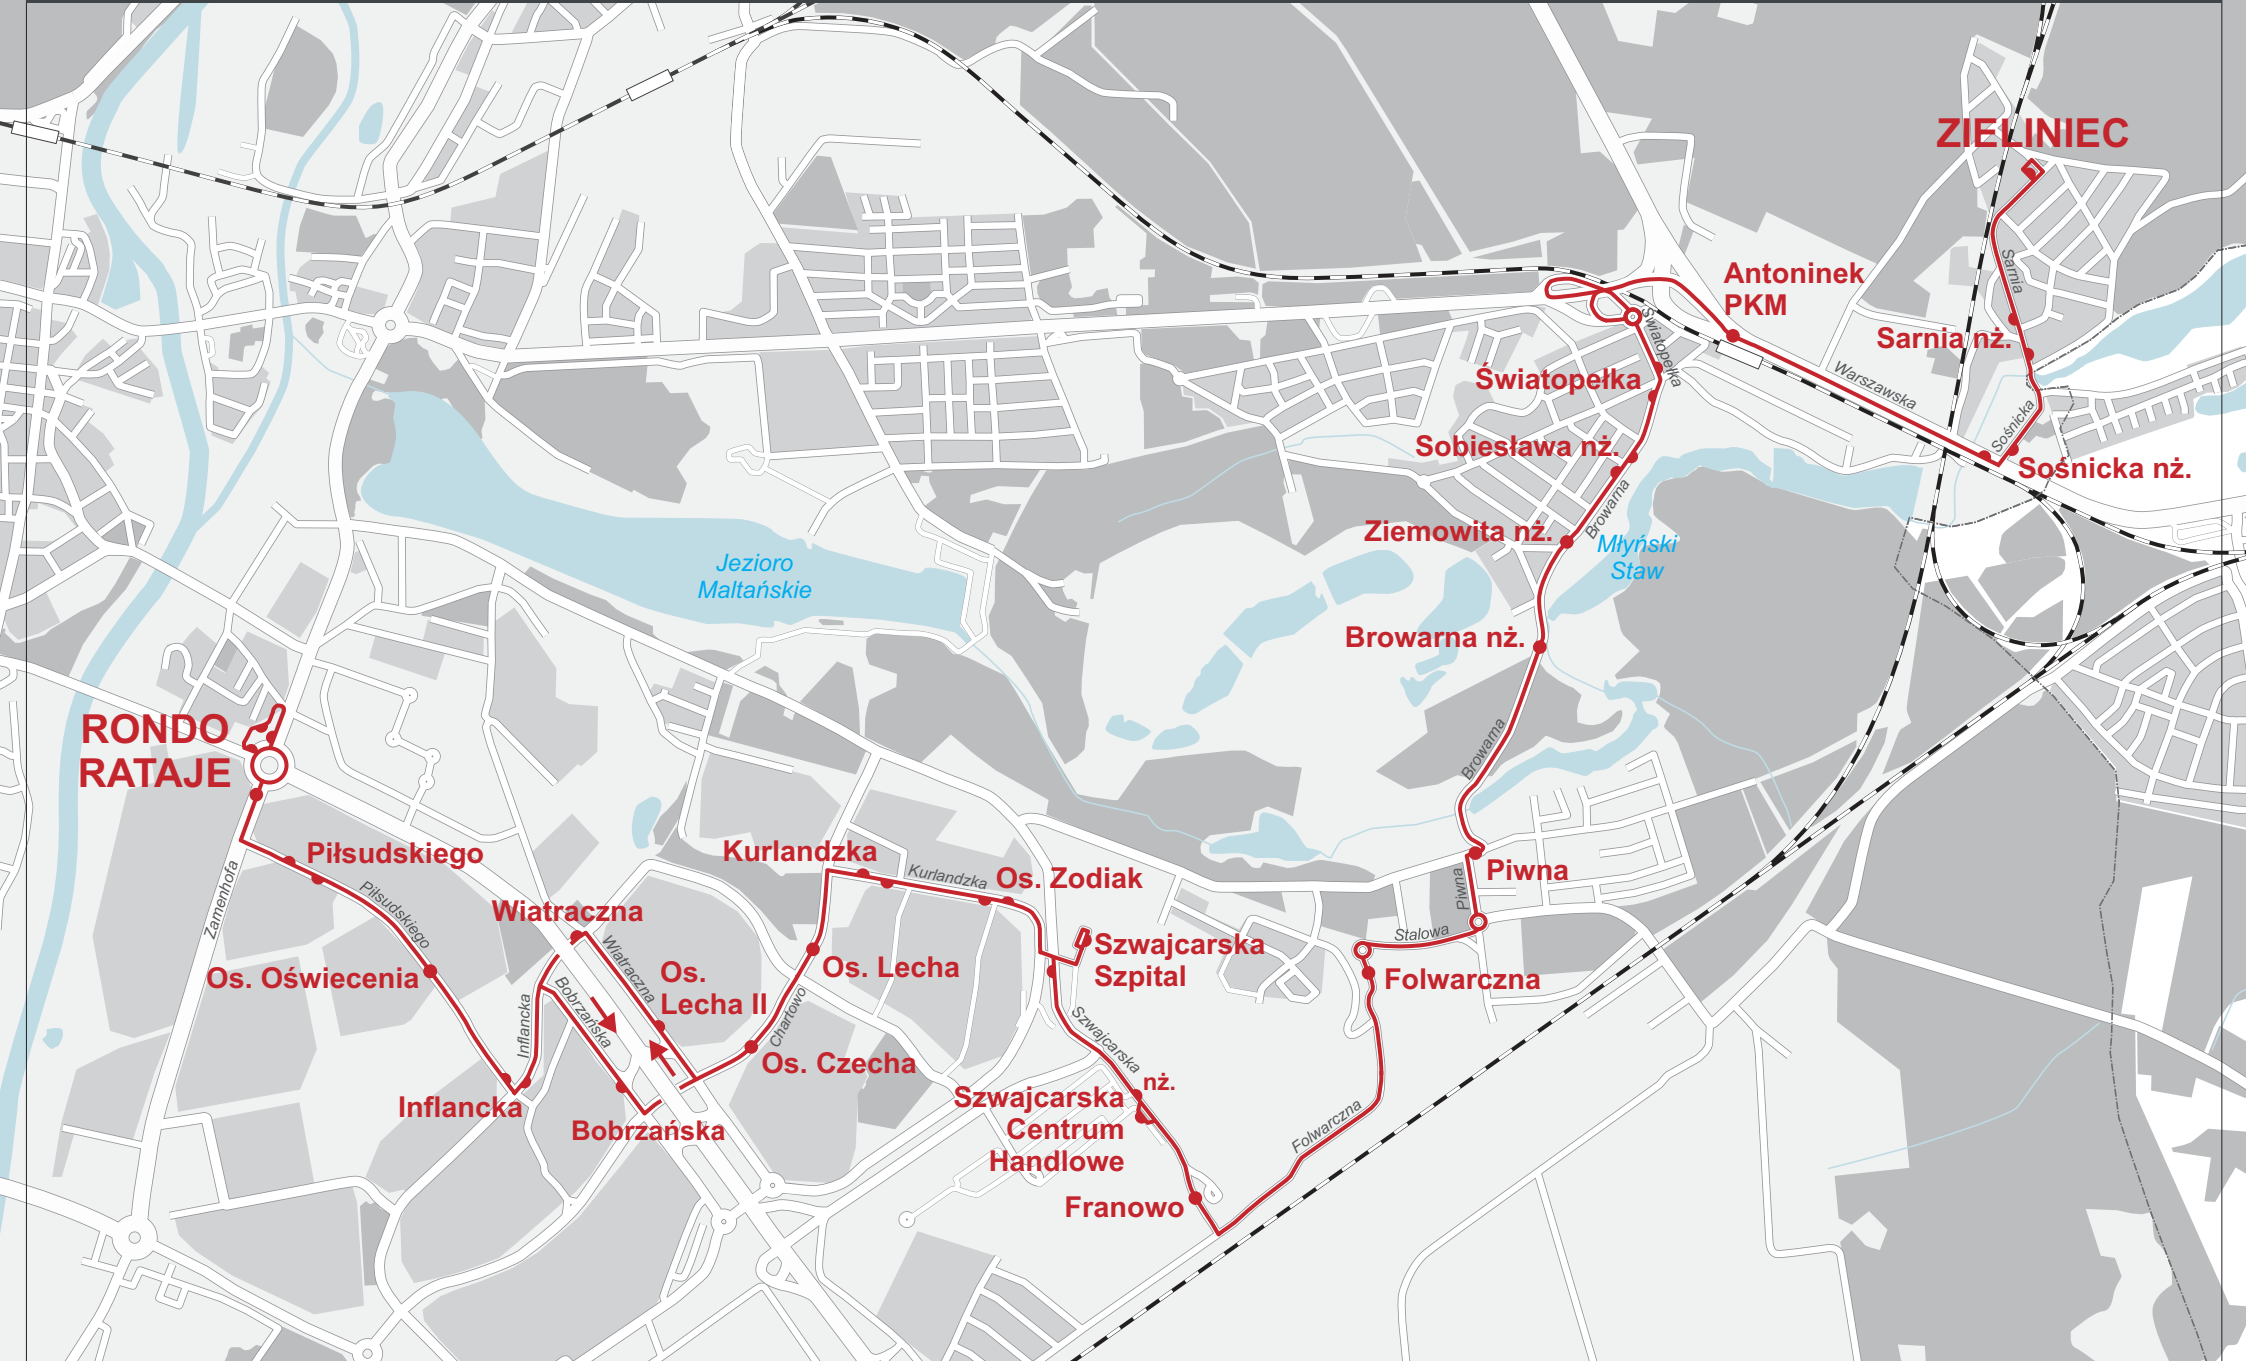 ZIELINIEC
Antoninek
PKM
Sarnia
Sarnia nż.
Światopełka
Światopełka
Warszawska
Sośnicka
Sobiesława nż.
Sośnicka nż.
Browarna
Ziemowita nż.
Młyński
Staw
Jezioro
Maltańskie
Browarna nż.
RONDO
RATAJE
Browarna
Piłsudskiego
Kurlandzka
Kurlandzka
Os. Zodiak
Piwna
Piwna
Zamenhofa
Piłsudskiego
Wiatraczna
Wiatraczna
Stalowa
Szwajcarska
Szpital
Os. Oświecenia
Os.
Lecha II
Os. Lecha
Folwarczna
Inflancka
Bobrzańska
Chartowo
Szwajcarska
Os. Czecha
nż.
Inflancka
Bobrzańska
Szwajcarska
Centrum
Handlowe
Folwarczna
Franowo